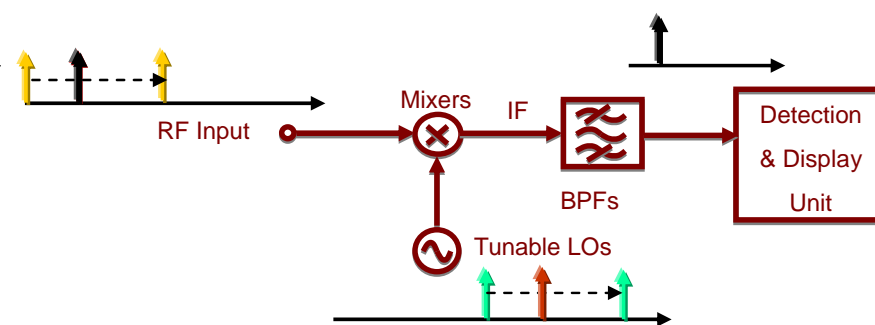 Mixers
IF
RF Input
Detection
& Display
Unit
BPFs
Tunable LOs